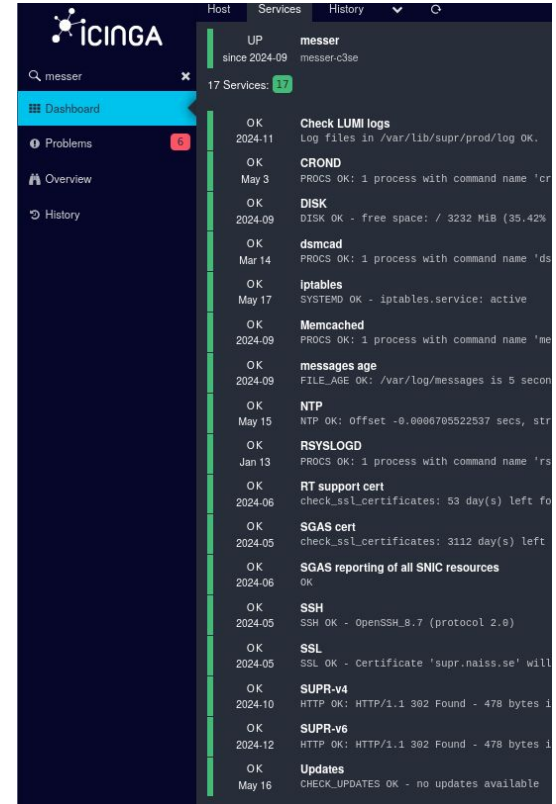 icinga
messer
Dashboard
Problems 6
Overview
History
Host Services History
UP messer
since 2024-09 messer-c3se
17 Services: 17
OK Check LUMI logs
2024-11 Log files in /var/lib/supr/prod/log OK.
OK CROND
May 3 PROCS OK: 1 process with command name 'cr
OK DISK
2024-09 DISK OK - free space: / 3232 MiB (35.42%
OK dsmcad
Mar 14 PROCS OK: 1 process with command name 'ds
OK iptables
May 17 SYSTEMD OK - iptables.service: active
OK Memcached
2024-09 PROCS OK: 1 process with command name 'me
OK messages age
2024-09 FILE_AGE OK: /var/log/messages is 5 secon
OK NTP
May 15 NTP OK: Offset -0.0006705522537 secs, str
OK RSYSLOGD
Jan 13 PROCS OK: 1 process with command name 'rs
OK RT support cert
2024-06 check_ssl_certificates: 53 day(s) left fo
OK SGAS cert
2024-05 check_ssl_certificates: 3112 day(s) left
OK SGAS reporting of all SNIC resources
2024-06 OK
OK SSH
2024-05 SSH OK - OpenSSH_8.7 (protocol 2.0)
OK SSL
2024-05 SSL OK - Certificate 'supr.naiss.se' will
OK SUPR-v4
2024-10 HTTP OK: HTTP/1.1 302 Found - 478 bytes i
OK SUPR-v6
2024-12 HTTP OK: HTTP/1.1 302 Found - 478 bytes i
OK Updates
May 16 CHECK_UPDATES OK - no updates available